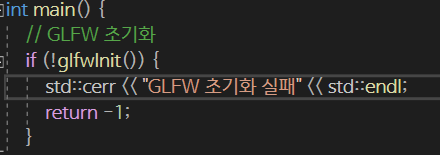 int main() {
// GLFW 초기화
if (!glfwInit()) {
std::cerr << "GLFW 초기화 실패" << std::endl;
return -1;
}